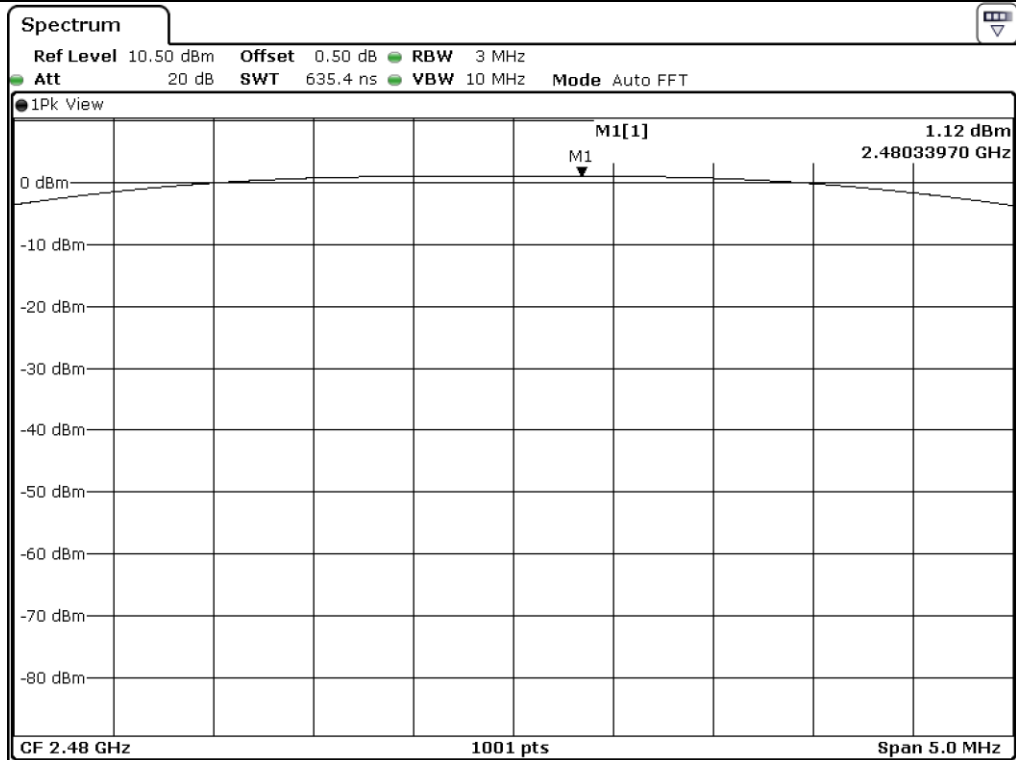 Spectrum
Ref Level 10.50 dBm Offset 0.50 dB RBW 3 MHz
Att 20 dB SWT 635.4 ns VBW 10 MHz Mode Auto FFT
1Pk View
M1[1] 1.12 dBm
2.48033970 GHz
M1
0 dBm
-10 dBm
-20 dBm
-30 dBm
-40 dBm
-50 dBm
-60 dBm
-70 dBm
-80 dBm
CF 2.48 GHz 1001 pts Span 5.0 MHz